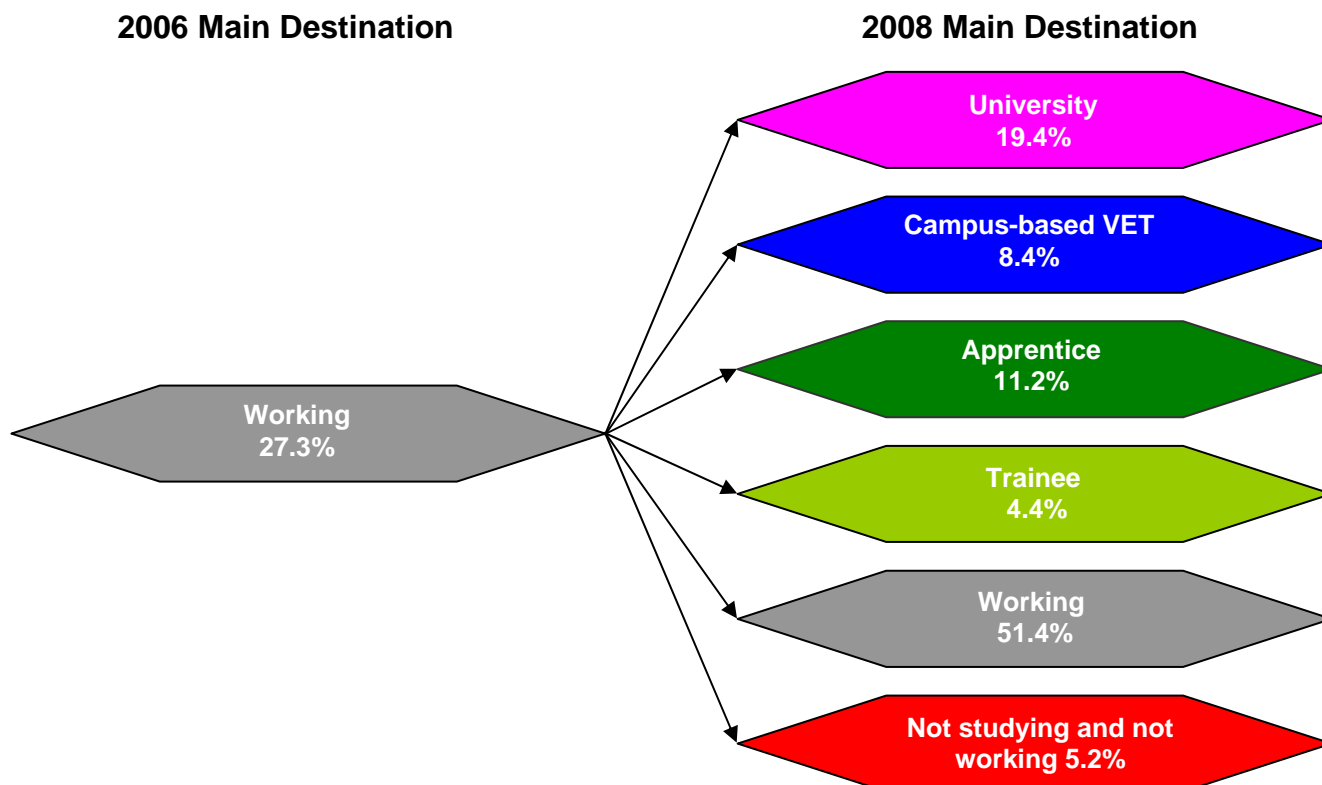 2006 Main Destination
2008 Main Destination
University
19.4%
Campus-based VET
8.4%
Apprentice
11.2%
Working
27.3%
Trainee
4.4%
Working
51.4%
Not studying and not
working 5.2%